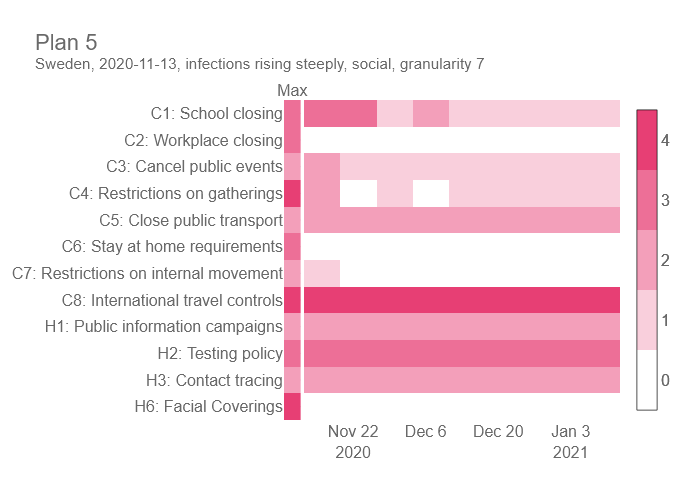 Plan 5
Sweden, 2020-11-13, infections rising steeply, social, granularity 7
Max
C1: School closing
C2: Workplace closing
C3: Cancel public events
C4: Restrictions on gatherings
C5: Close public transport
C6: Stay at home requirements
C7: Restrictions on internal movement
C8: International travel controls
H1: Public information campaigns
H2: Testing policy
H3: Contact tracing
H6: Facial Coverings
4
3
2
1
0
Nov 22 Dec 6 Dec 20 Jan 3
2020 2021